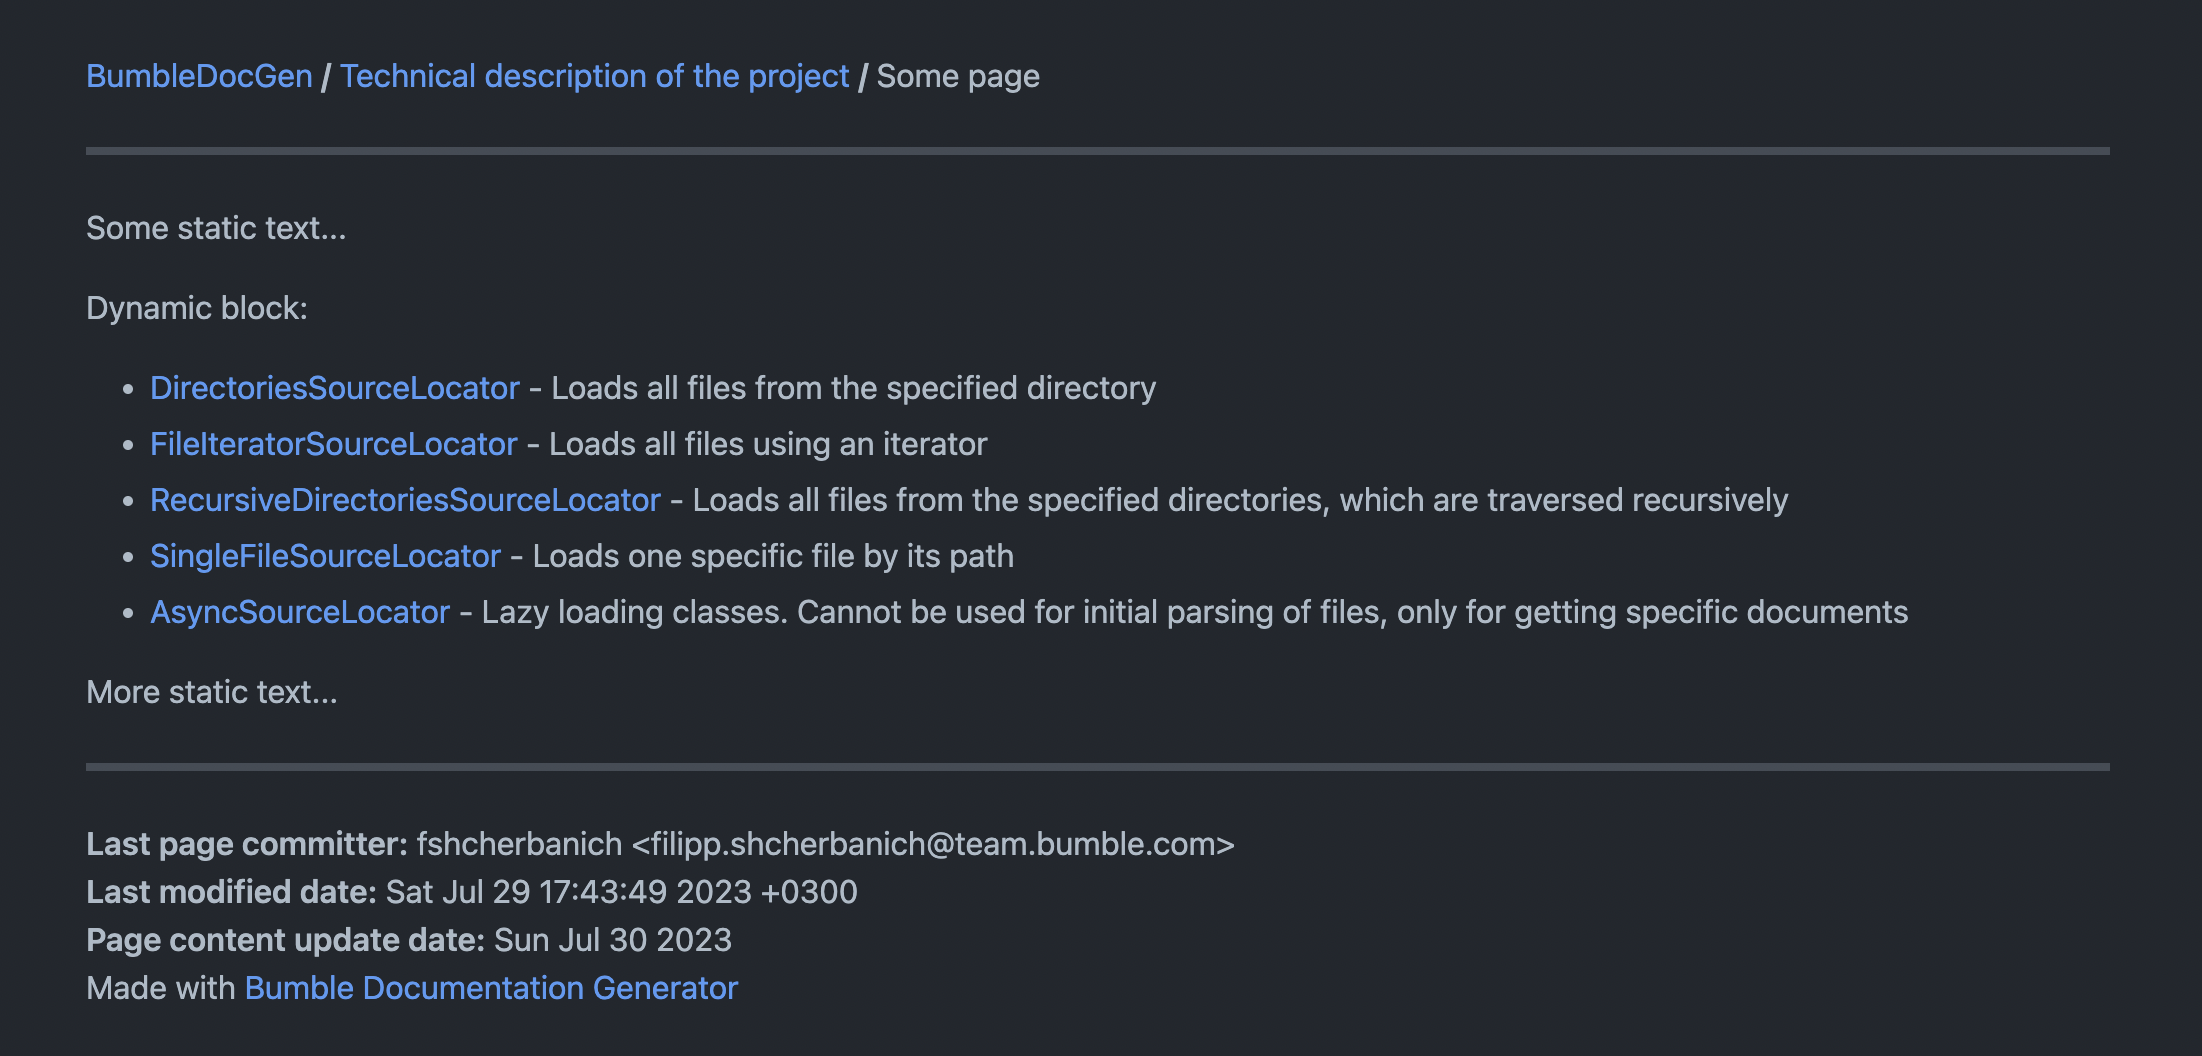 BumbleDocGen / Technical description of the project / Some page
Some static text...
Dynamic block:
• DirectoriesSourceLocator - Loads all files from the specified directory
• FileIteratorSourceLocator - Loads all files using an iterator
• RecursiveDirectoriesSourceLocator - Loads all files from the specified directories, which are traversed recursively
• SingleFileSourceLocator - Loads one specific file by its path
• AsyncSourceLocator - Lazy loading classes. Cannot be used for initial parsing of files, only for getting specific documents
More static text...
Last page committer: fshcherbanich <filipp.shcherbanich@team.bumble.com>
Last modified date: Sat Jul 29 17:43:49 2023 +0300
Page content update date: Sun Jul 30 2023
Made with Bumble Documentation Generator